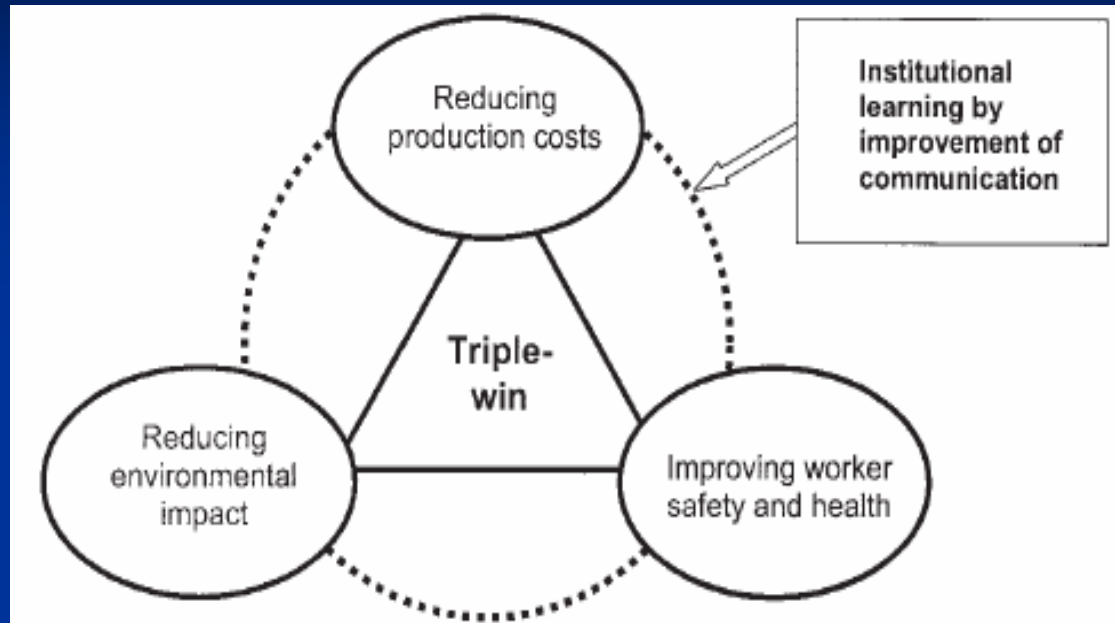 Reducing
production costs
Institutional
learning by
improvement of
communication
Triple-
win
Reducing
environmental
impact
Improving worker
safety and health